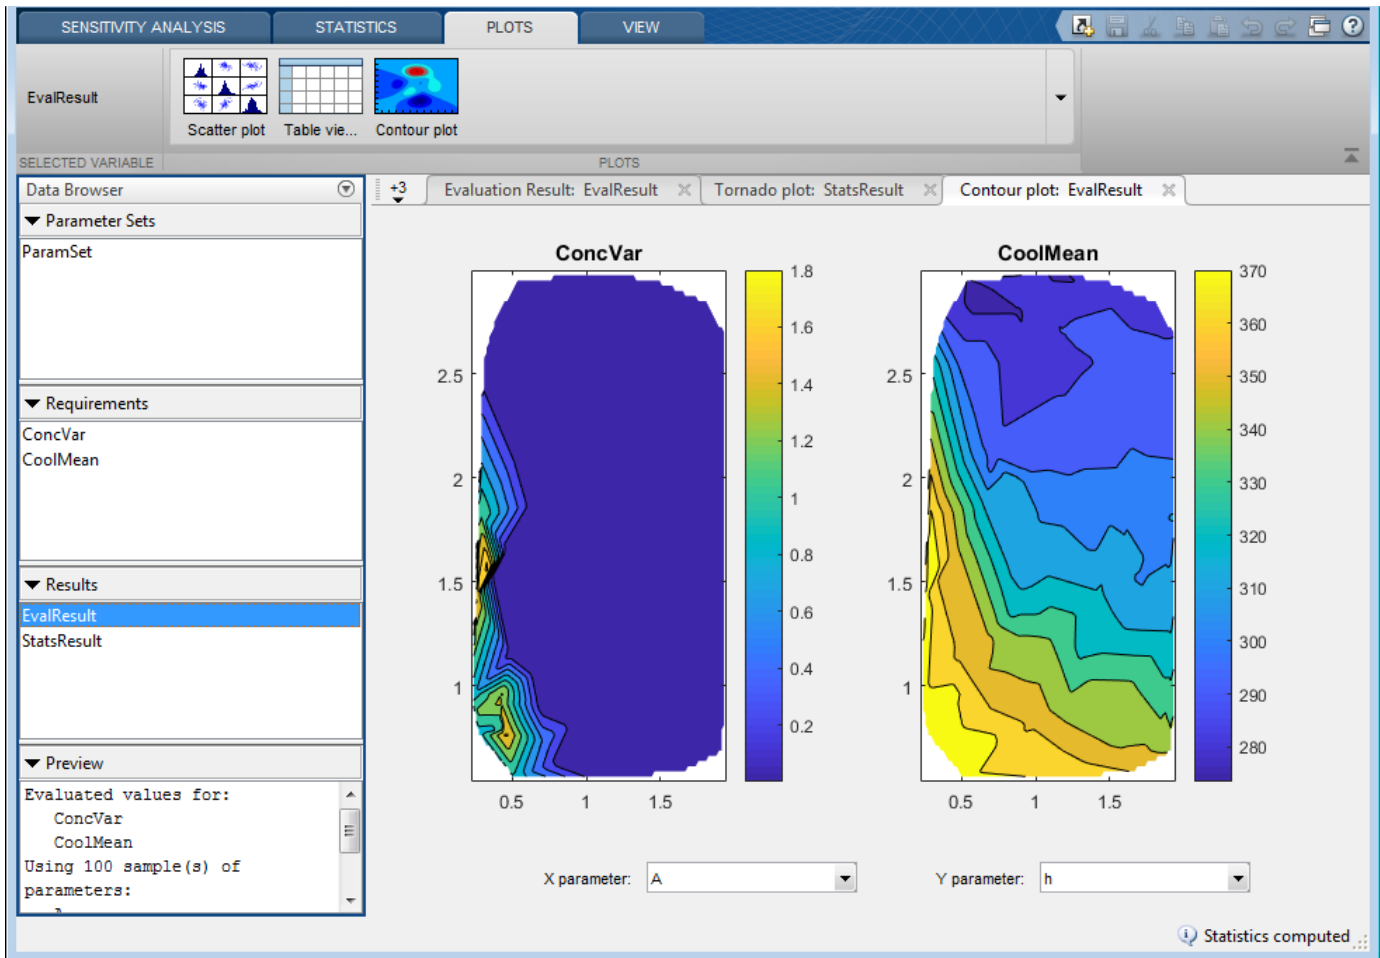 SENSITIVITY ANALYSIS STATISTICS PLOTS VIEW
EvalResult
Scatter plot Table vie... Contour plot
SELECTED VARIABLE PLOTS
Data Browser
+3 Evaluation Result: EvalResult Tornado plot: StatsResult Contour plot: EvalResult
Parameter Sets
ParamSet
Requirements
ConcVar
CoolMean
Results
EvalResult
StatsResult
Preview
Evaluated values for:
ConcVar
CoolMean
Using 100 sample(s) of
parameters:
ConcVar
2.5
2
1.5
1
0.5 1 1.5
1.8
1.6
1.4
1.2
1
0.8
0.6
0.4
0.2
CoolMean
2.5
2
1.5
1
0.5 1 1.5
370
360
350
340
330
320
310
300
290
280
X parameter: A
Y parameter: h
Statistics computed